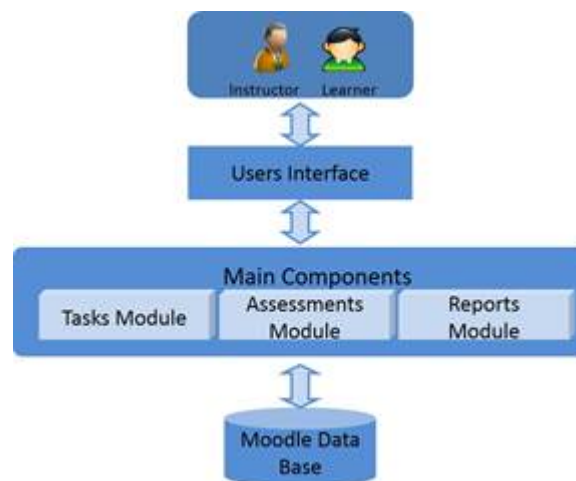 Instructor Learner
Users Interface
Main Components
Tasks Module
Assessments
Module
Reports
Module
Moodle Data
Base